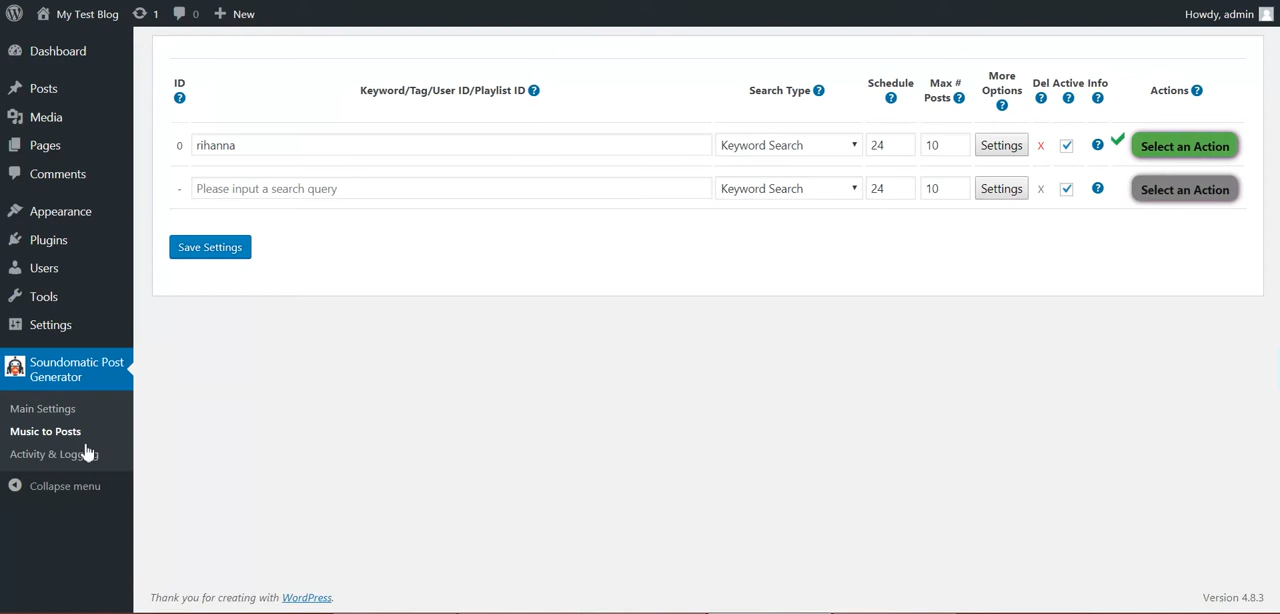 My Test Blog
1
0
New
Howdy, admin
Dashboard
Posts
Media
Pages
Comments
Appearance
Plugins
Users
Tools
Settings
Soundomatic Post
Generator
Main Settings
Music to Posts
Activity & Logging
Collapse menu
ID
Keyword/Tag/User ID/Playlist ID
Search Type
Schedule
Max #
Posts
More
Options
Del Active Info
Actions
0 rihanna Keyword Search 24 10 Settings X Select an Action
- Please input a search query Keyword Search 24 10 Settings X Select an Action
Save Settings
Thank you for creating with WordPress.
Version 4.8.3